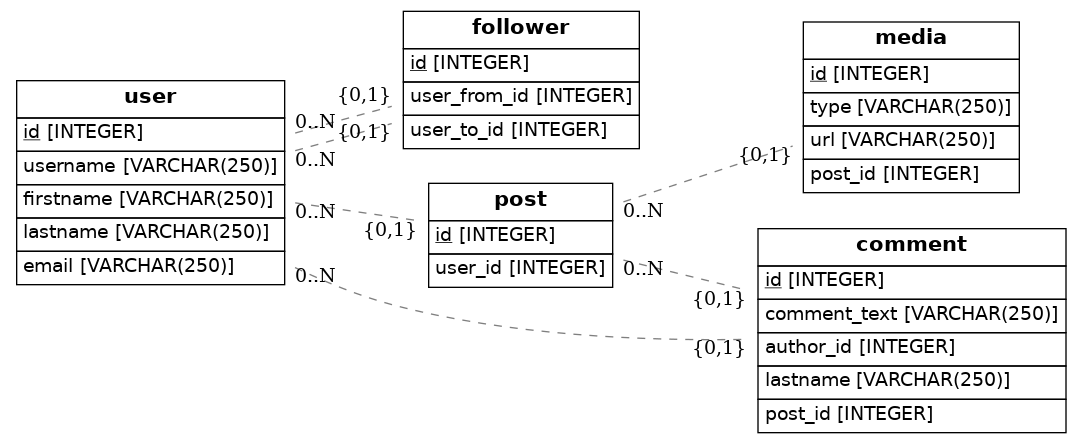 follower
id [INTEGER]
user_from_id [INTEGER]
user_to_id [INTEGER]
media
id [INTEGER]
type [VARCHAR(250)]
url [VARCHAR(250)]
post_id [INTEGER]
user
id [INTEGER]
username [VARCHAR(250)]
firstname [VARCHAR(250)]
lastname [VARCHAR(250)]
email [VARCHAR(250)]
{0,1}
0..N
{0,1}
0..N
{0,1}
0..N
0..N
{0,1}
post
id [INTEGER]
user_id [INTEGER]
0..N
0..N
{0,1}
{0,1}
comment
id [INTEGER]
comment_text [VARCHAR(250)]
author_id [INTEGER]
lastname [VARCHAR(250)]
post_id [INTEGER]